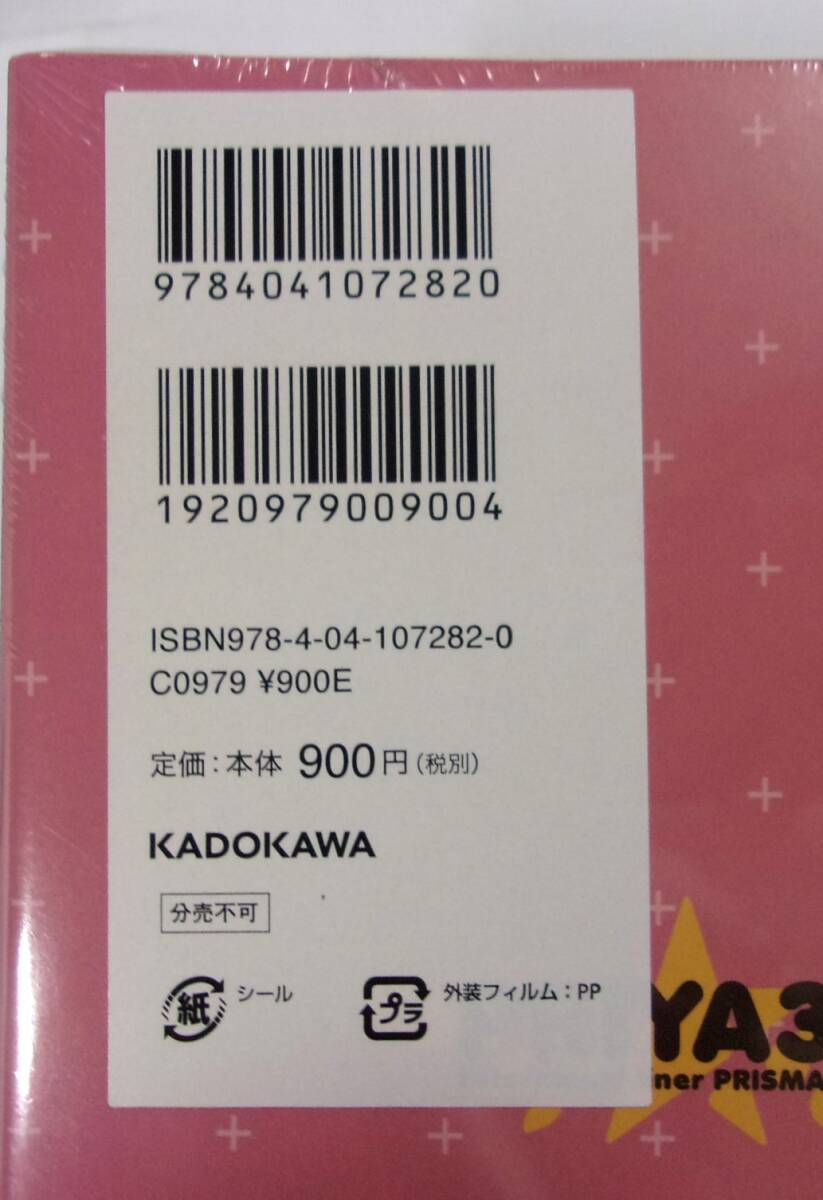 9784041072820
1920979009004
ISBN978-4-04-107282-0
C0979 ¥900E
定価：本体 900円（税別）
KADOKAWA
分売不可
紙 シール
プラ 外装フィルム：PP
YA3
iner PRISMA